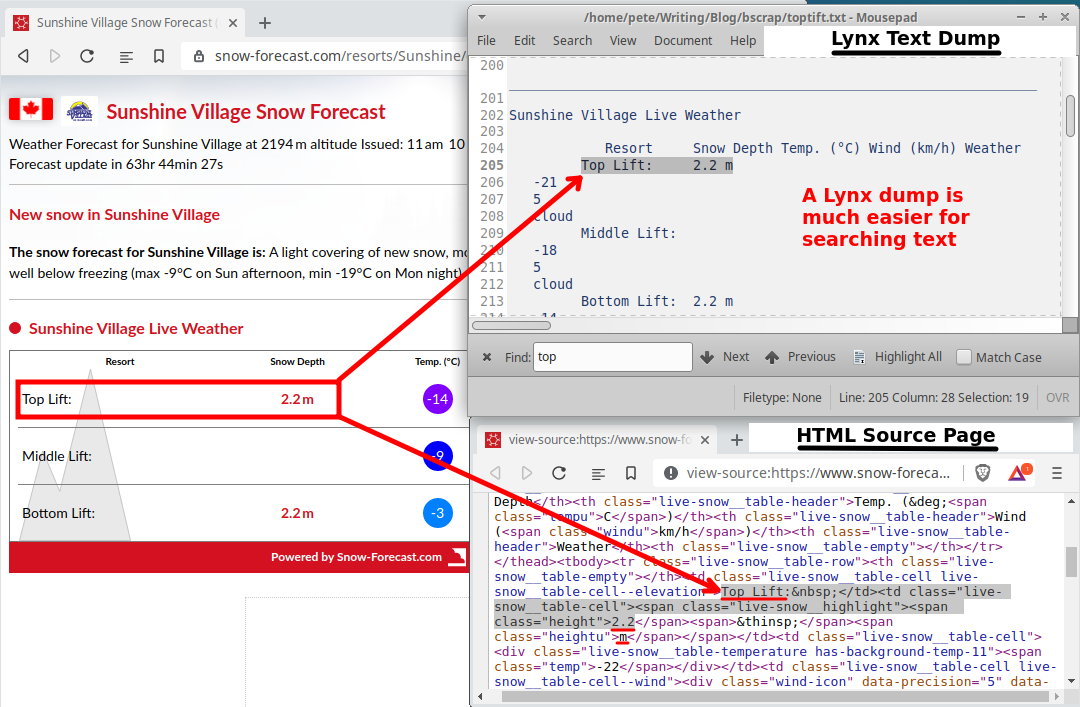 Sunshine Village Snow Forecast (
snow-forecast.com/resorts/Sunshine/
Sunshine Village Snow Forecast
Weather Forecast for Sunshine Village at 2194 m altitude Issued: 11 am 10
Forecast update in 63hr 44min 27s
New snow in Sunshine Village
The snow forecast for Sunshine Village is: A light covering of new snow, mo
well below freezing (max -9°C on Sun afternoon, min -19°C on Mon night)
Sunshine Village Live Weather
Resort Snow Depth Temp. (°C)
Top Lift: 2.2 m -14
Middle Lift: -9
Bottom Lift: 2.2 m -3
Powered by Snow-Forecast.com
/home/pete/Writing/Blog/bscrap/toptift.txt - Mousepad
File Edit Search View Document Help
Lynx Text Dump
200
201
202 Sunshine Village Live Weather
203
204 Resort Snow Depth Temp. (°C) Wind (km/h) Weather
205 Top Lift: 2.2 m
206 -21
207 5
208 cloud
209 Middle Lift:
210 -18
211 5
212 cloud
213 Bottom Lift: 2.2 m
214 -14
A Lynx dump is
much easier for
searching text
Find: top Next Previous Highlight All Match Case
Filetype: None Line: 205 Column: 28 Selection: 19 OVR
view-source:https://www.snow-fo
HTML Source Page
view-source:https://www.snow-foreca... 1
Depth</th><th class="live-snow__table-header">Temp. (&deg;<span
class="tempu">C</span>)</th><th class="live-snow__table-header">Wind
(<span class="windu">km/h</span>)</th><th class="live-snow__table-
header">Weather</th><th class="live-snow__table-empty"></th></tr>
</thead><tbody><tr class="live-snow__table-row"><th class="live-
snow__table-empty"></th><td class="live-snow__table-cell live-
snow__table-cell--elevation">Top Lift:&nbsp;</td><td class="live-
snow__table-cell"><span class="live-snow__highlight"><span
class="height">2.2</span><span>&thinsp;</span><span
class="heightu">m</span></span></td><td class="live-snow__table-cell">
<div class="live-snow__table-temperature has-background-temp-11"><span
class="temp">-22</span></div></td><td class="live-snow__table-cell live-
snow__table-cell--wind"><div class="wind-icon" data-precision="5" data-